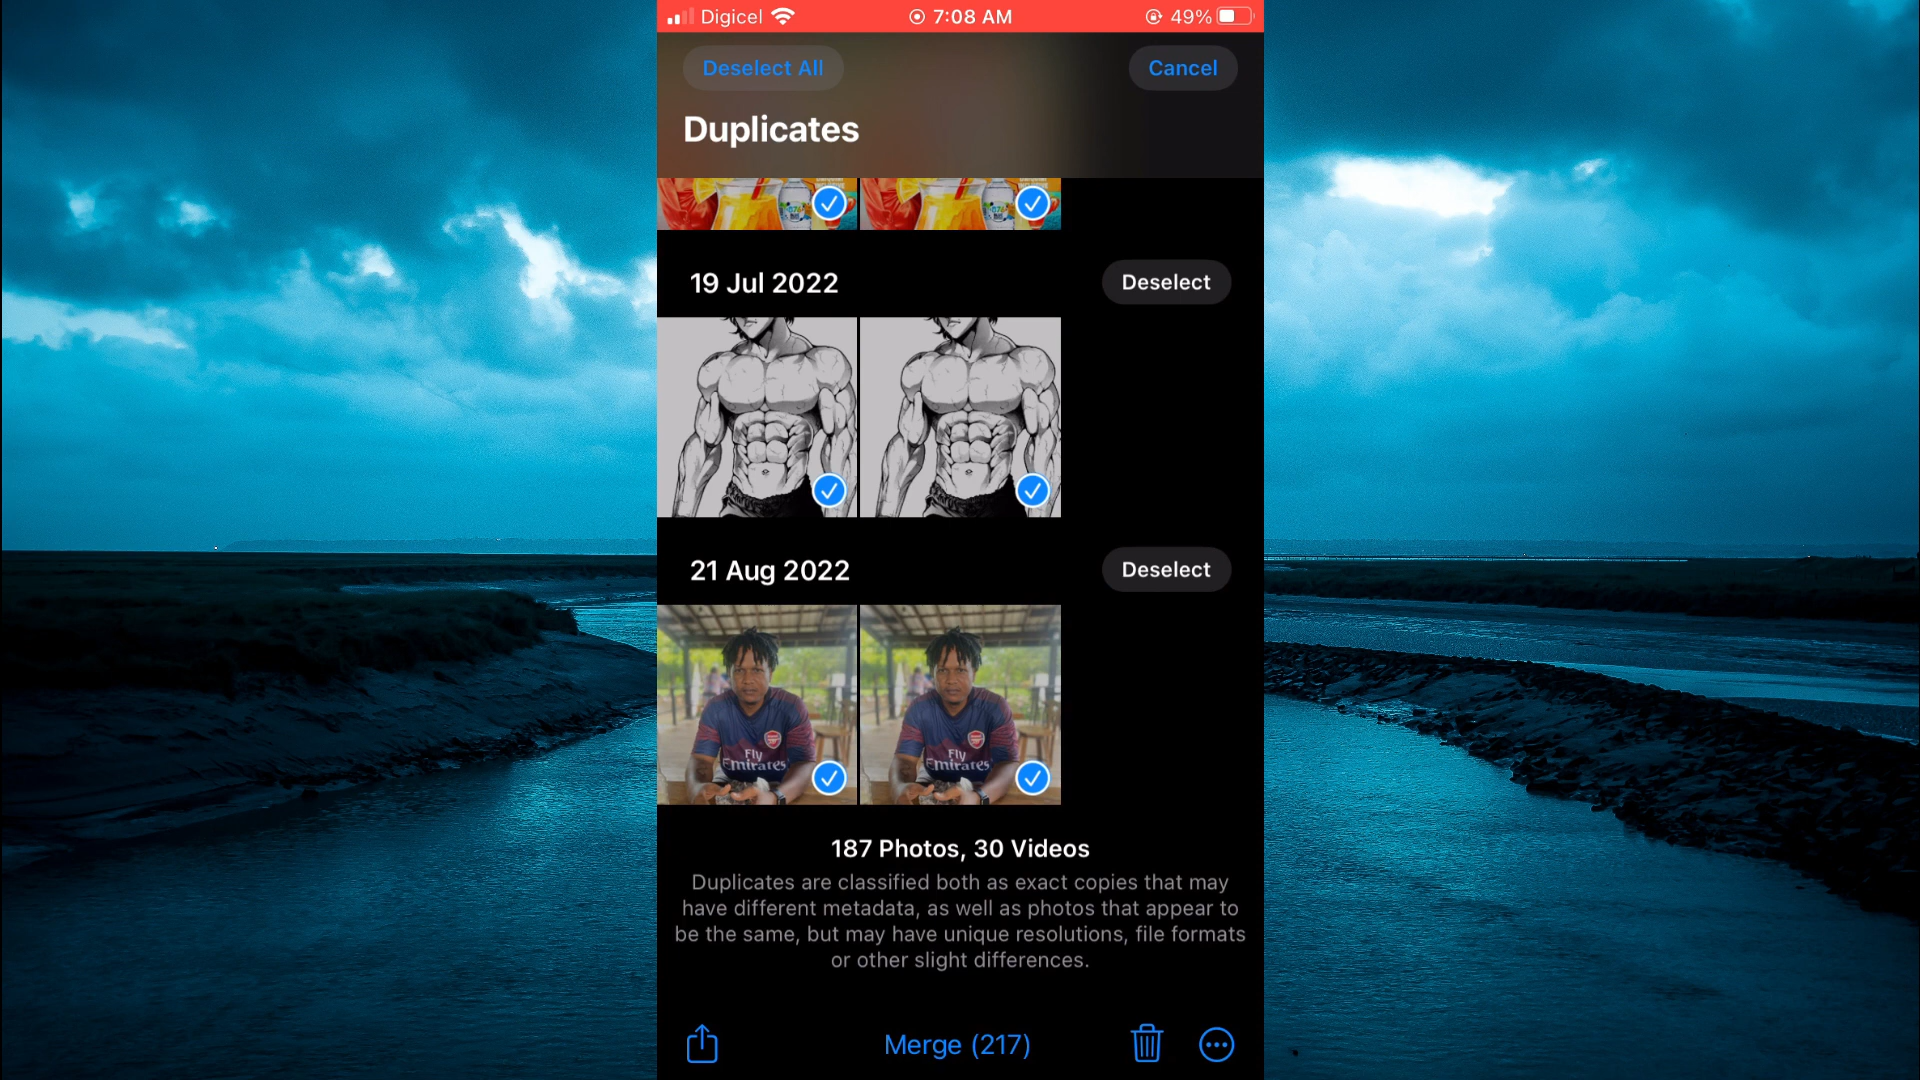 Digicel 7:08 AM 49%
Deselect All Cancel
Duplicates
19 Jul 2022 Deselect
21 Aug 2022 Deselect
Fly Emirates Fly Emirates
187 Photos, 30 Videos
Duplicates are classified both as exact copies that may
have different metadata, as well as photos that appear to
be the same, but may have unique resolutions, file formats
or other slight differences.
Merge (217)